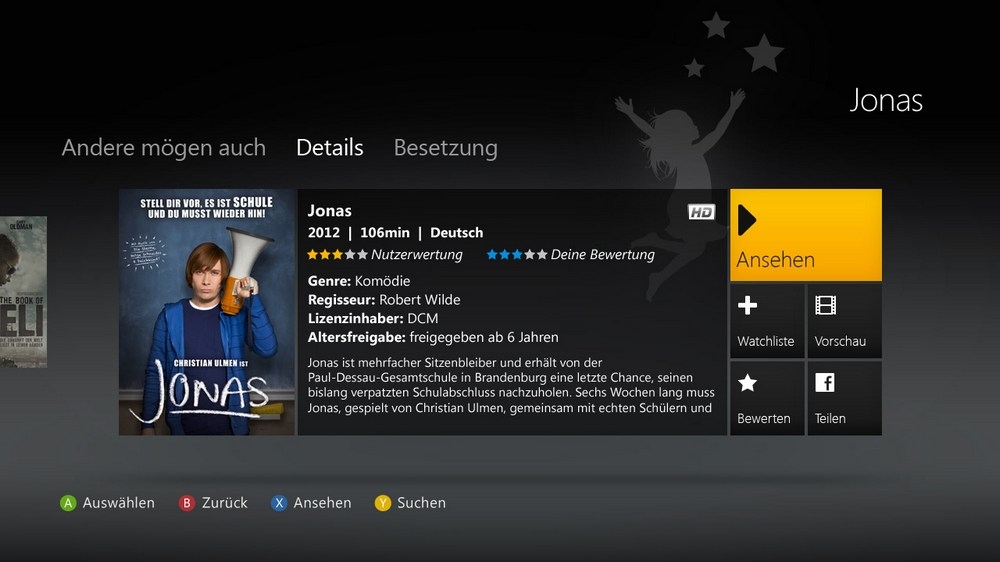 Jonas
Andere mögen auch Details Besetzung
OLDMAN
THE BOOK OF
ELI
STELL DIR VOR, ES IST SCHULE
UND DU MUSST WIEDER HIN!
CHRISTIAN ULMEN IST
JONAS
Jonas
HD
2012 | 106min | Deutsch
Nutzerwertung Deine Bewertung
Genre: Komödie
Regisseur: Robert Wilde
Lizenzinhaber: DCM
Altersfreigabe: freigegeben ab 6 Jahren
Jonas ist mehrfacher Sitzenbleiber und erhält von der
Paul-Dessau-Gesamtschule in Brandenburg eine letzte Chance, seinen
bislang verpatzten Schulabschluss nachzuholen. Sechs Wochen lang muss
Jonas, gespielt von Christian Ulmen, gemeinsam mit echten Schülern und
Ansehen
Watchliste Vorschau
Bewerten Teilen
A Auswählen B Zurück X Ansehen Y Suchen